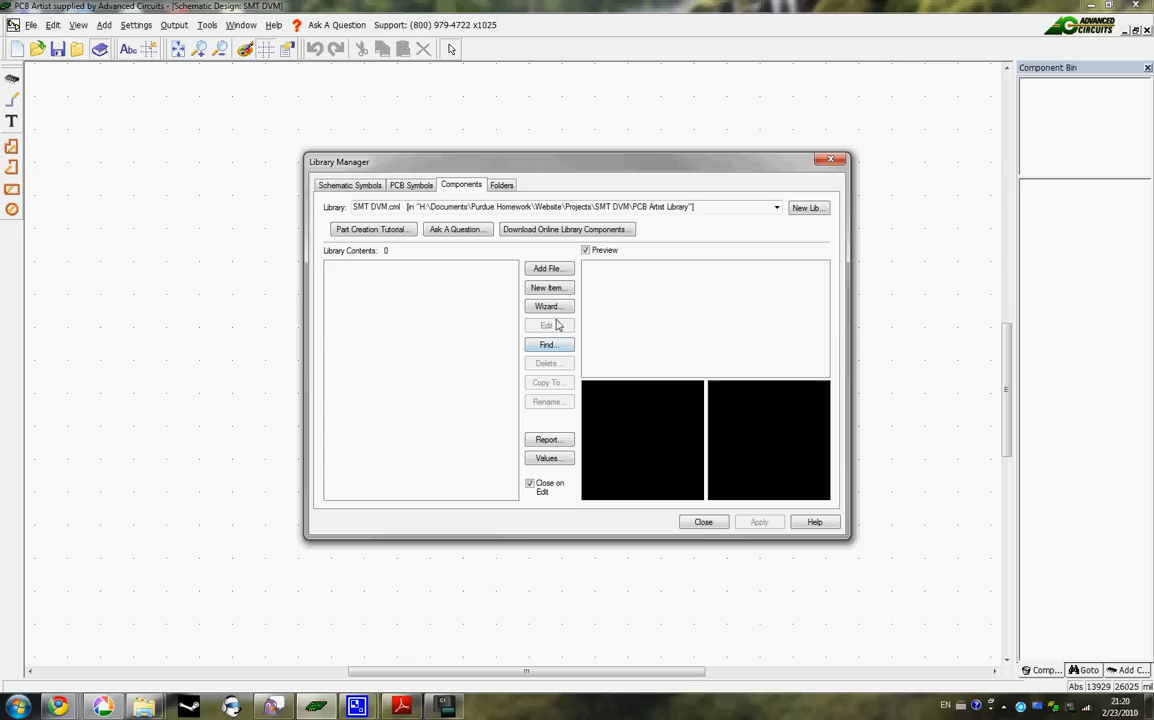 PCB Artist supplied by Advanced Circuits - [Schematic Design: SMT DVM]
File Edit View Add Settings Output Tools Window Help ? Ask A Question Support: (800) 979-4722 x1025
ADVANCED
CIRCUITS
Abc
Component Bin
T
Library Manager
Schematic Symbols PCB Symbols Components Folders
Library: SMT DVM.cml [in "H:\Documents\Purdue Homework\Website\Projects\SMT DVM\PCB Artist Library"] New Lib...
Part Creation Tutorial... Ask A Question... Download Online Library Components...
Library Contents: 0
Preview
Add File...
New Item...
Wizard...
Edit
Find...
Delete...
Copy To...
Rename...
Report...
Values...
Close on
Edit
Close Apply Help
Comp... Goto Add C...
Abs 13929 26025 mil
EN
21:20
2/23/2010